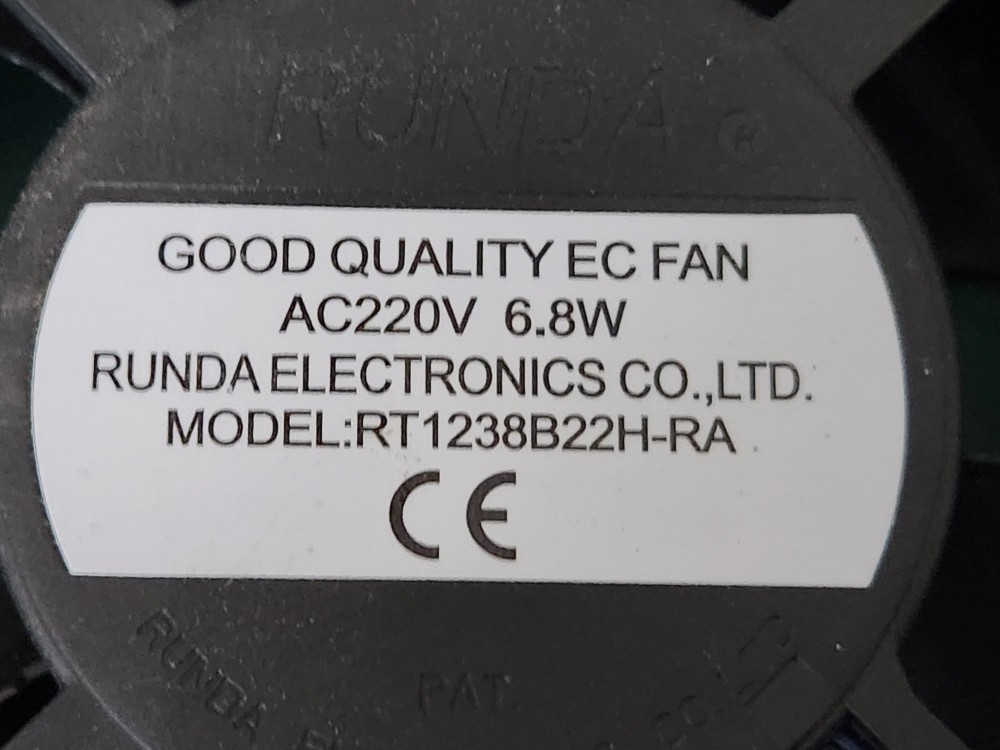 RUNDA ®
GOOD QUALITY EC FAN
AC220V 6.8W
RUNDA ELECTRONICS CO.,LTD.
MODEL:RT1238B22H-RA
CE
PAT
RUNDA